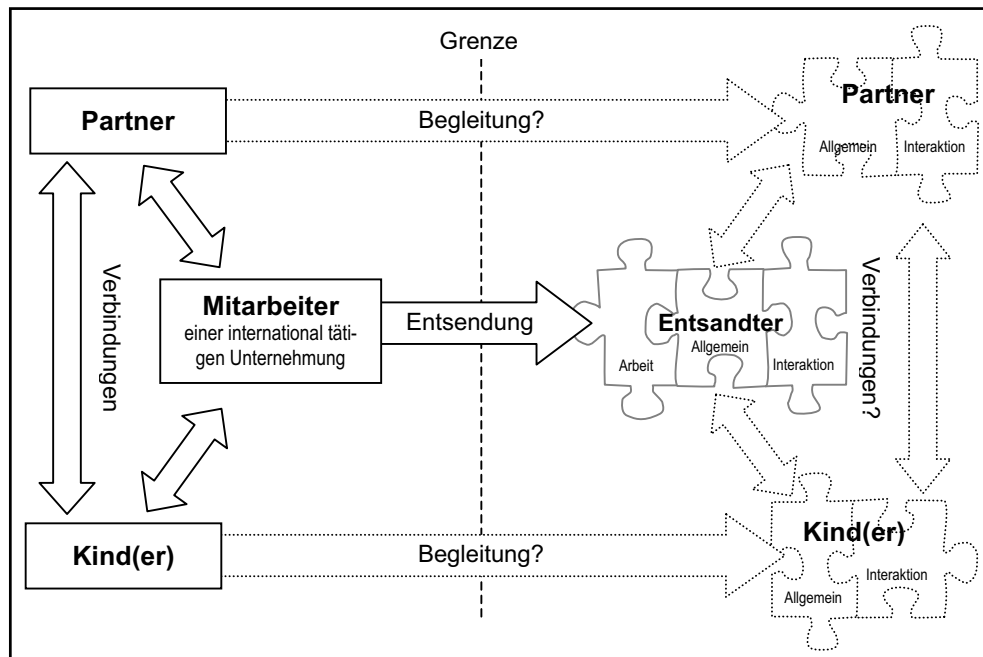 Grenze
Partner
Begleitung?
Partner
Allgemein
Interaktion
Verbindungen
Mitarbeiter
einer international täti-
gen Unternehmung
Entsendung
Entsandter
Arbeit
Allgemein
Interaktion
Verbindungen?
Kind(er)
Begleitung?
Kind(er)
Allgemein
Interaktion